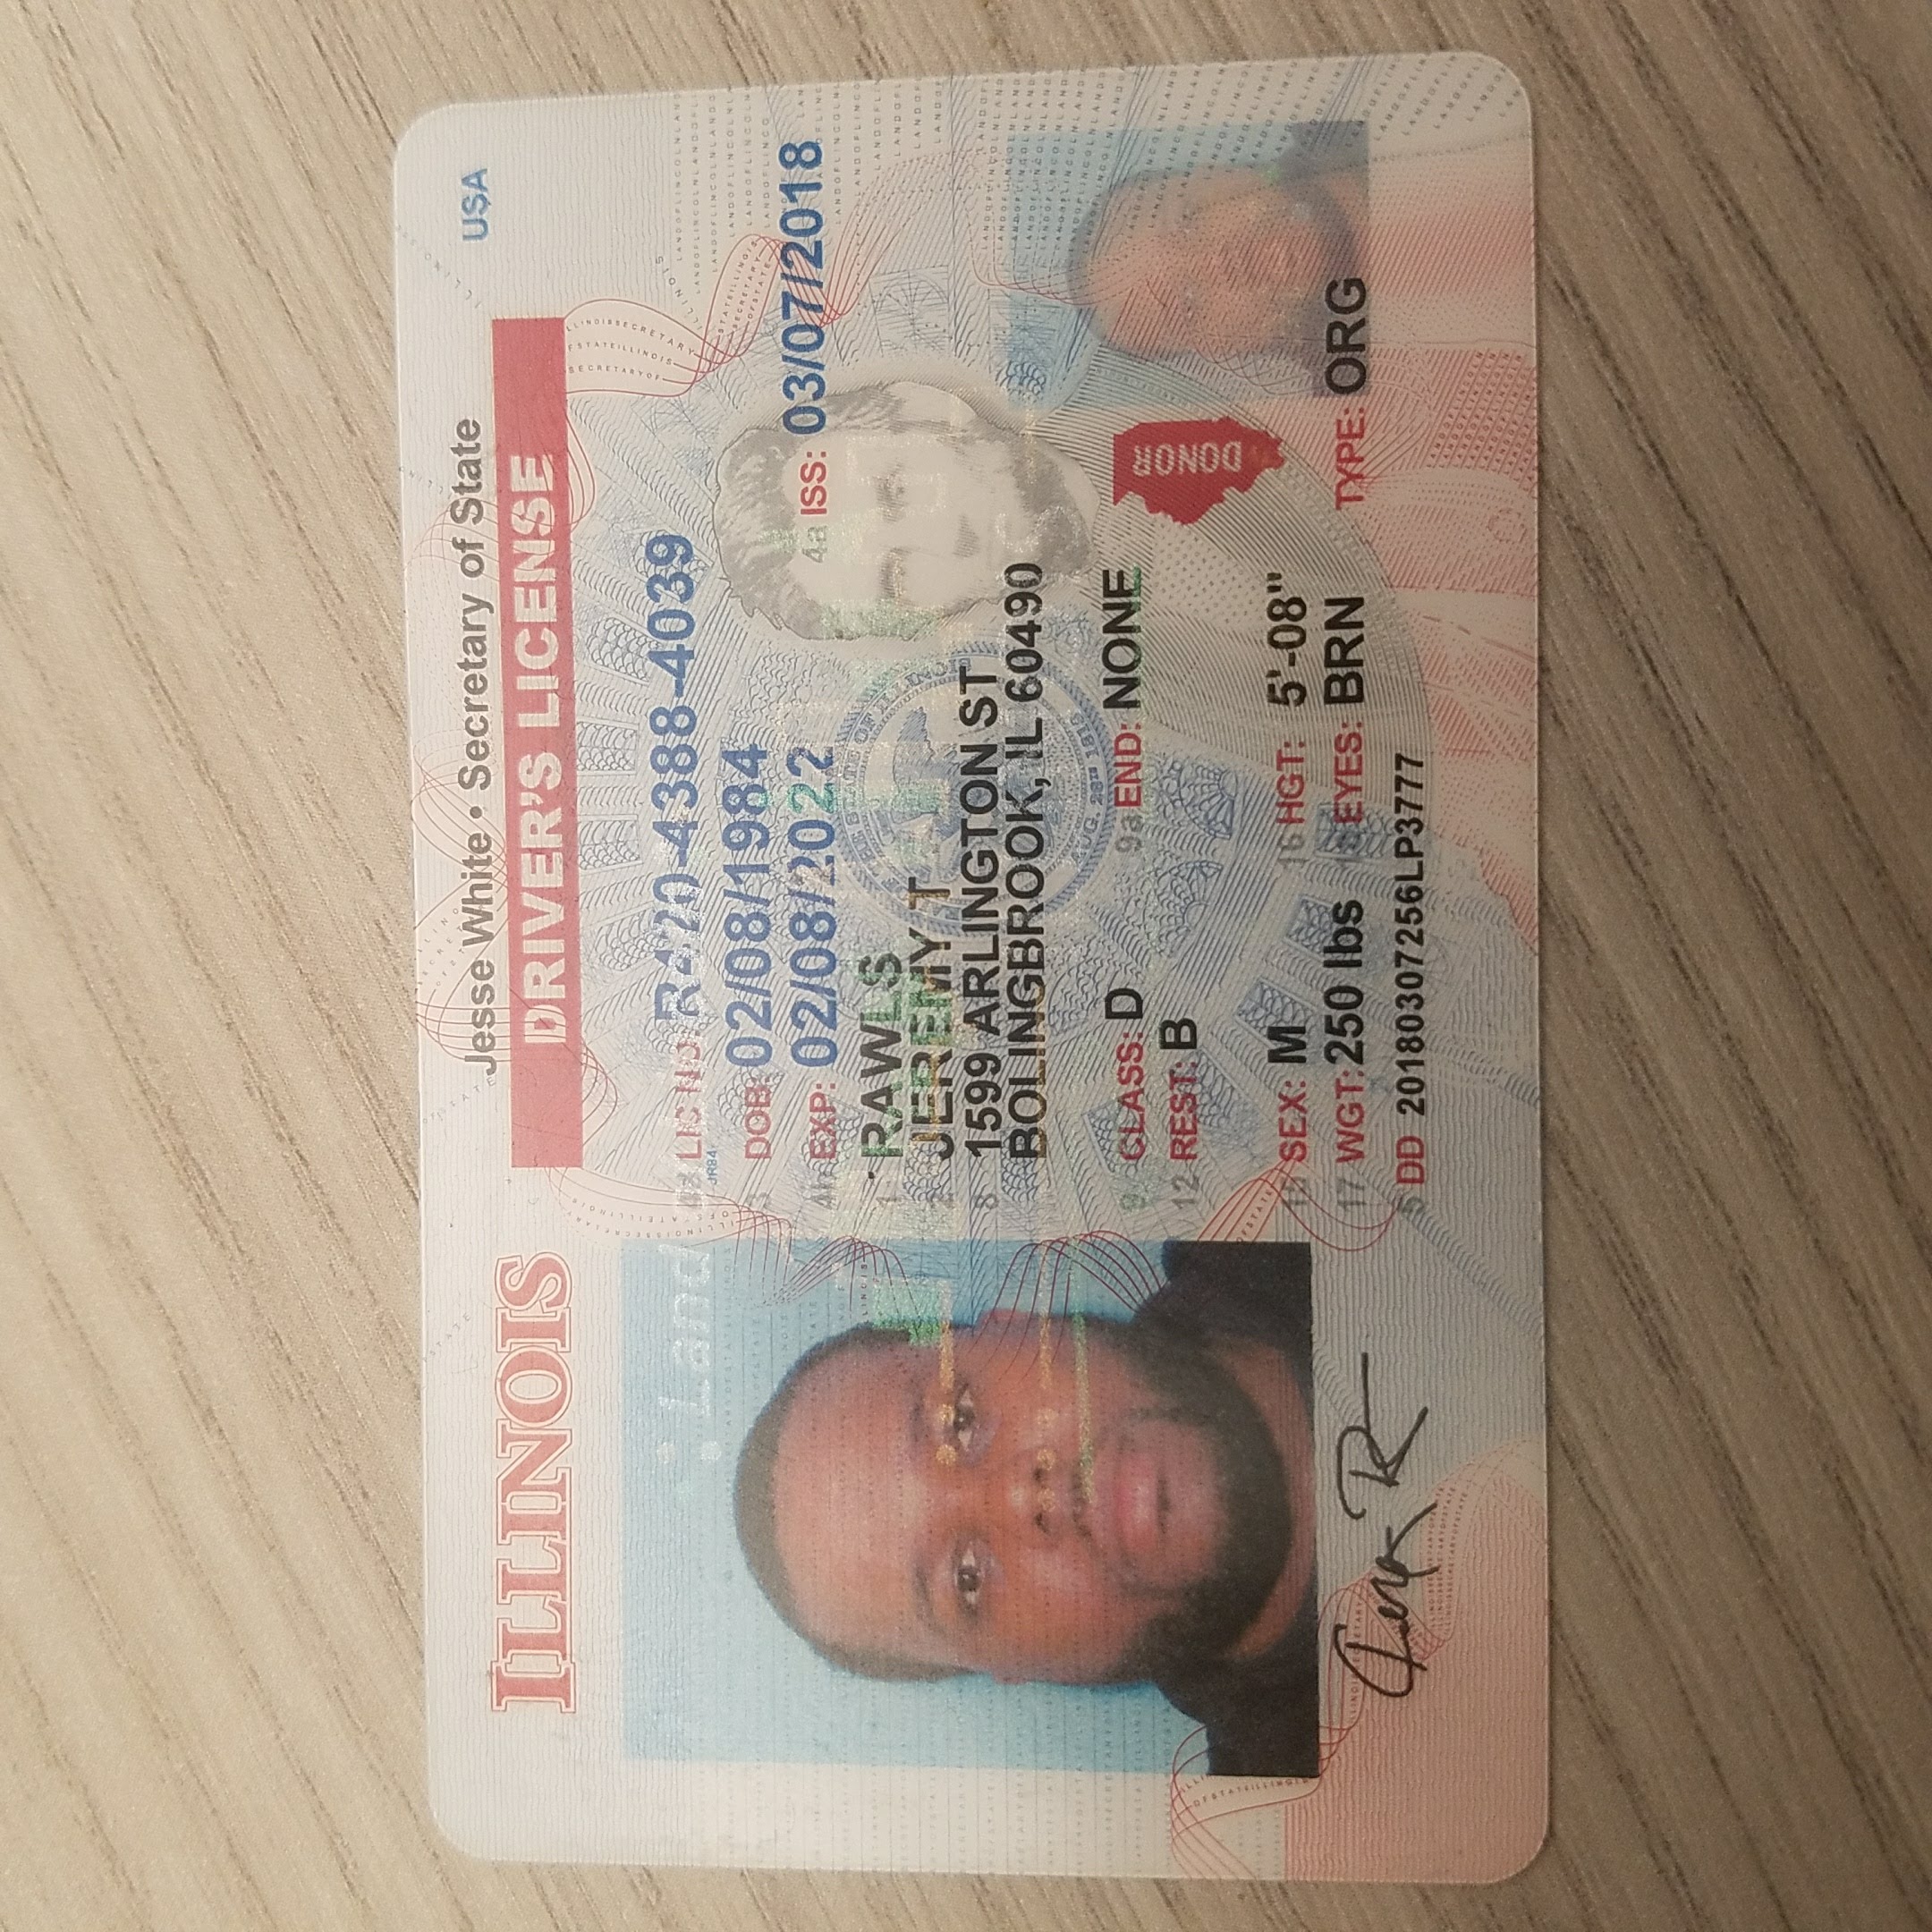 Jesse White • Secretary of State
USA
ILLINOIS
DRIVER'S LICENSE
4d LIC NO: R420-4388-4039
JR84
3 DOB: 02/08/1984
4b EXP: 02/08/2022
4a ISS: 03/07/2018
1 RAWLS
2 JEREMY T
8 1599 ARLINGTON ST
BOLINGBROOK, IL 60490
9 CLASS: D 9a END: NONE
12 REST: B
DONOR
15 SEX: M 16 HGT: 5'-08"
17 WGT: 250 lbs 18 EYES: BRN TYPE: ORG
5 DD 20180307256LP3777
AUG. 26TH 1818